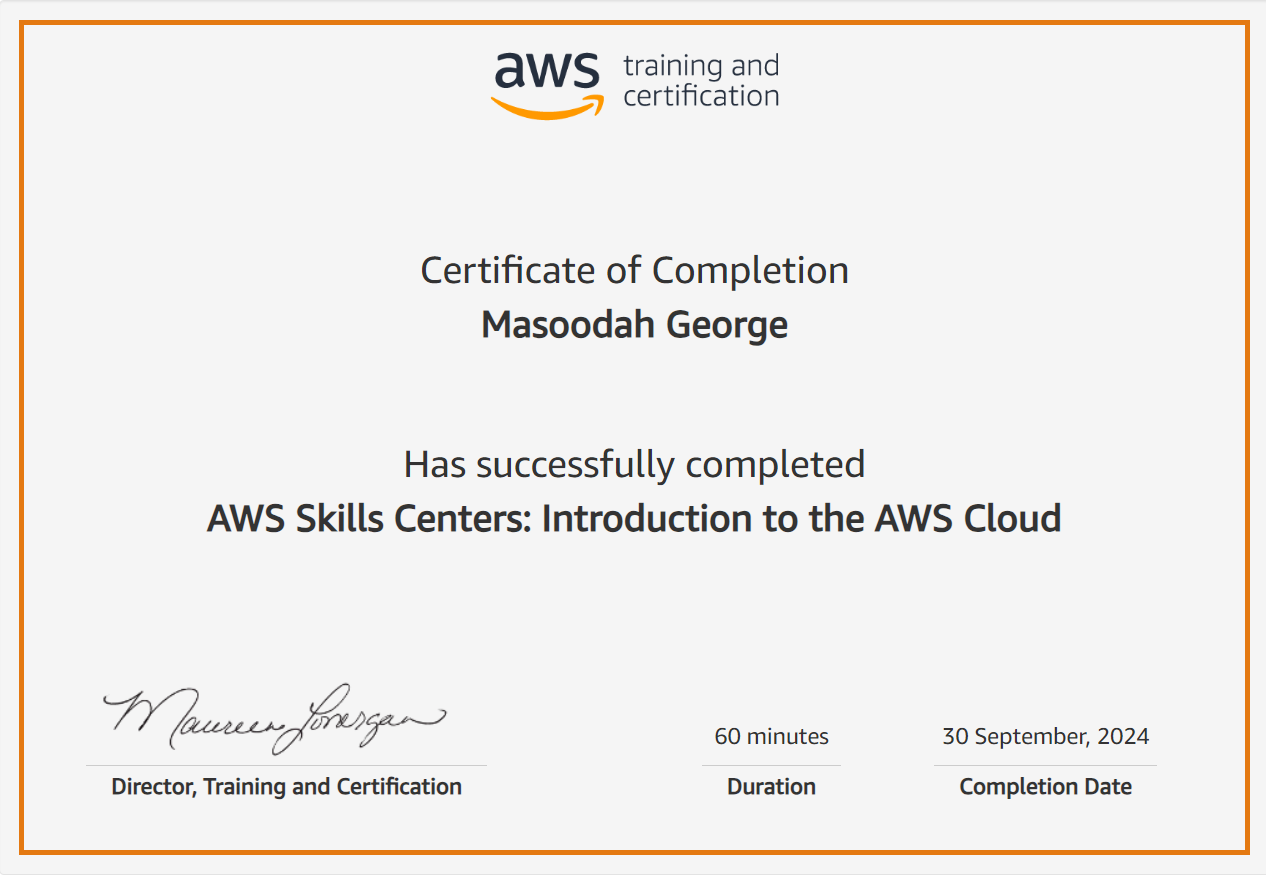 aws training and
certification
Certificate of Completion
Masoodah George
Has successfully completed
AWS Skills Centers: Introduction to the AWS Cloud
Maureen Lonergan
60 minutes
30 September, 2024
Director, Training and Certification
Duration
Completion Date